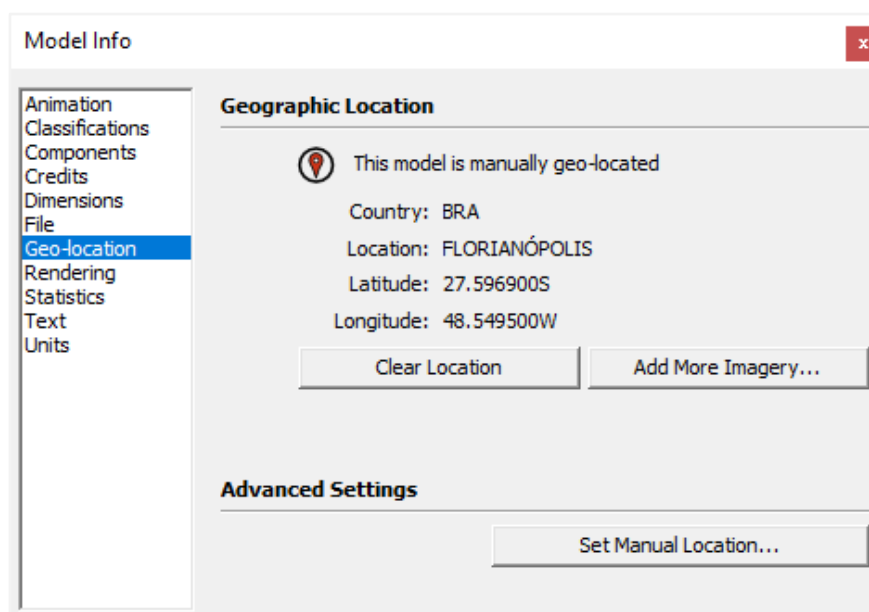 Model Info
x
Animation
Classifications
Components
Credits
Dimensions
File
Geo-location
Rendering
Statistics
Text
Units
Geographic Location
This model is manually geo-located
Country: BRA
Location: FLORIANÓPOLIS
Latitude: 27.596900S
Longitude: 48.549500W
Clear Location
Add More Imagery...
Advanced Settings
Set Manual Location...